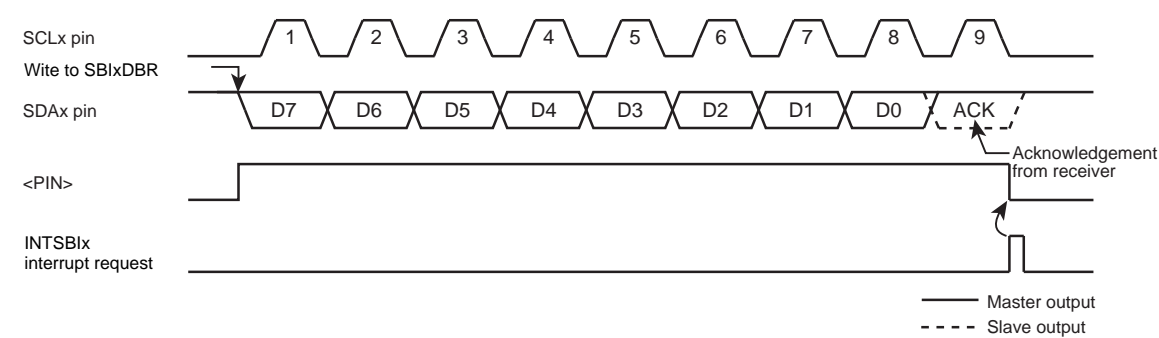 SCLx pin
1 2 3 4 5 6 7 8 9
Wite to SBIxDBR
SDAx pin
D7 D6 D5 D4 D3 D2 D1 D0 ACK
Acknowledgement
from receiver
<PIN>
INTSBIx
interrupt request
Master output
Slave output